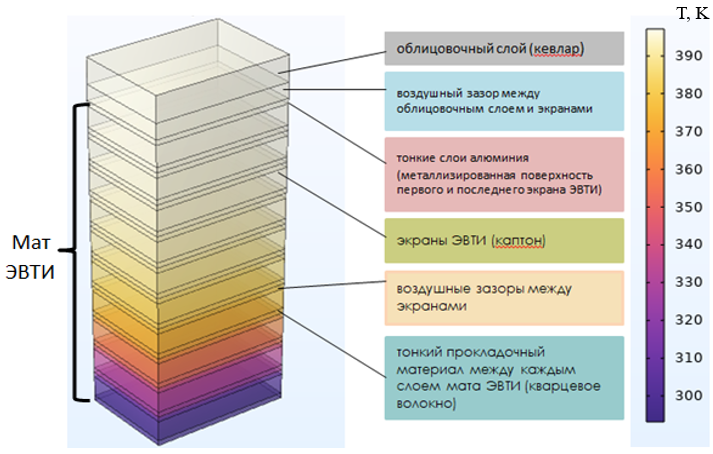 T, K
облицовочный слой (кевлар)
воздушный зазор между
облицовочным слоем и экранами
тонкие слои алюминия
(металлизированная поверхность
первого и последнего экрана ЭВТИ)
Мат
ЭВТИ
экраны ЭВТИ (каптон)
воздушные зазоры между
экранами
тонкий прокладочный
материал между каждым
слоем мата ЭВТИ (кварцевое
волокно)
390
380
370
360
350
340
330
320
310
300